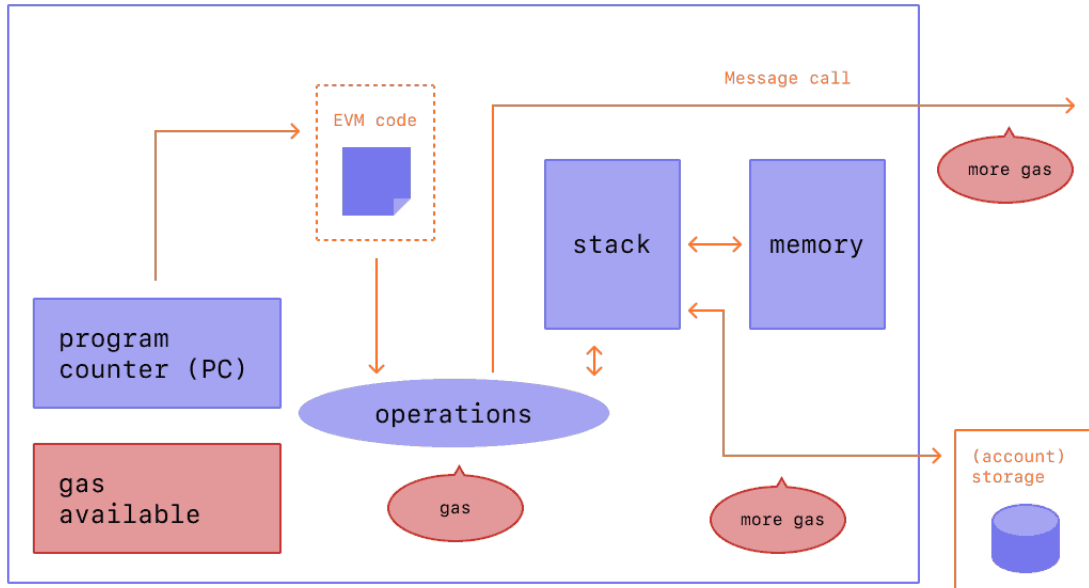 Message call
EVM code
more gas
stack
memory
program
counter (PC)
operations
(account)
storage
gas
available
gas
more gas